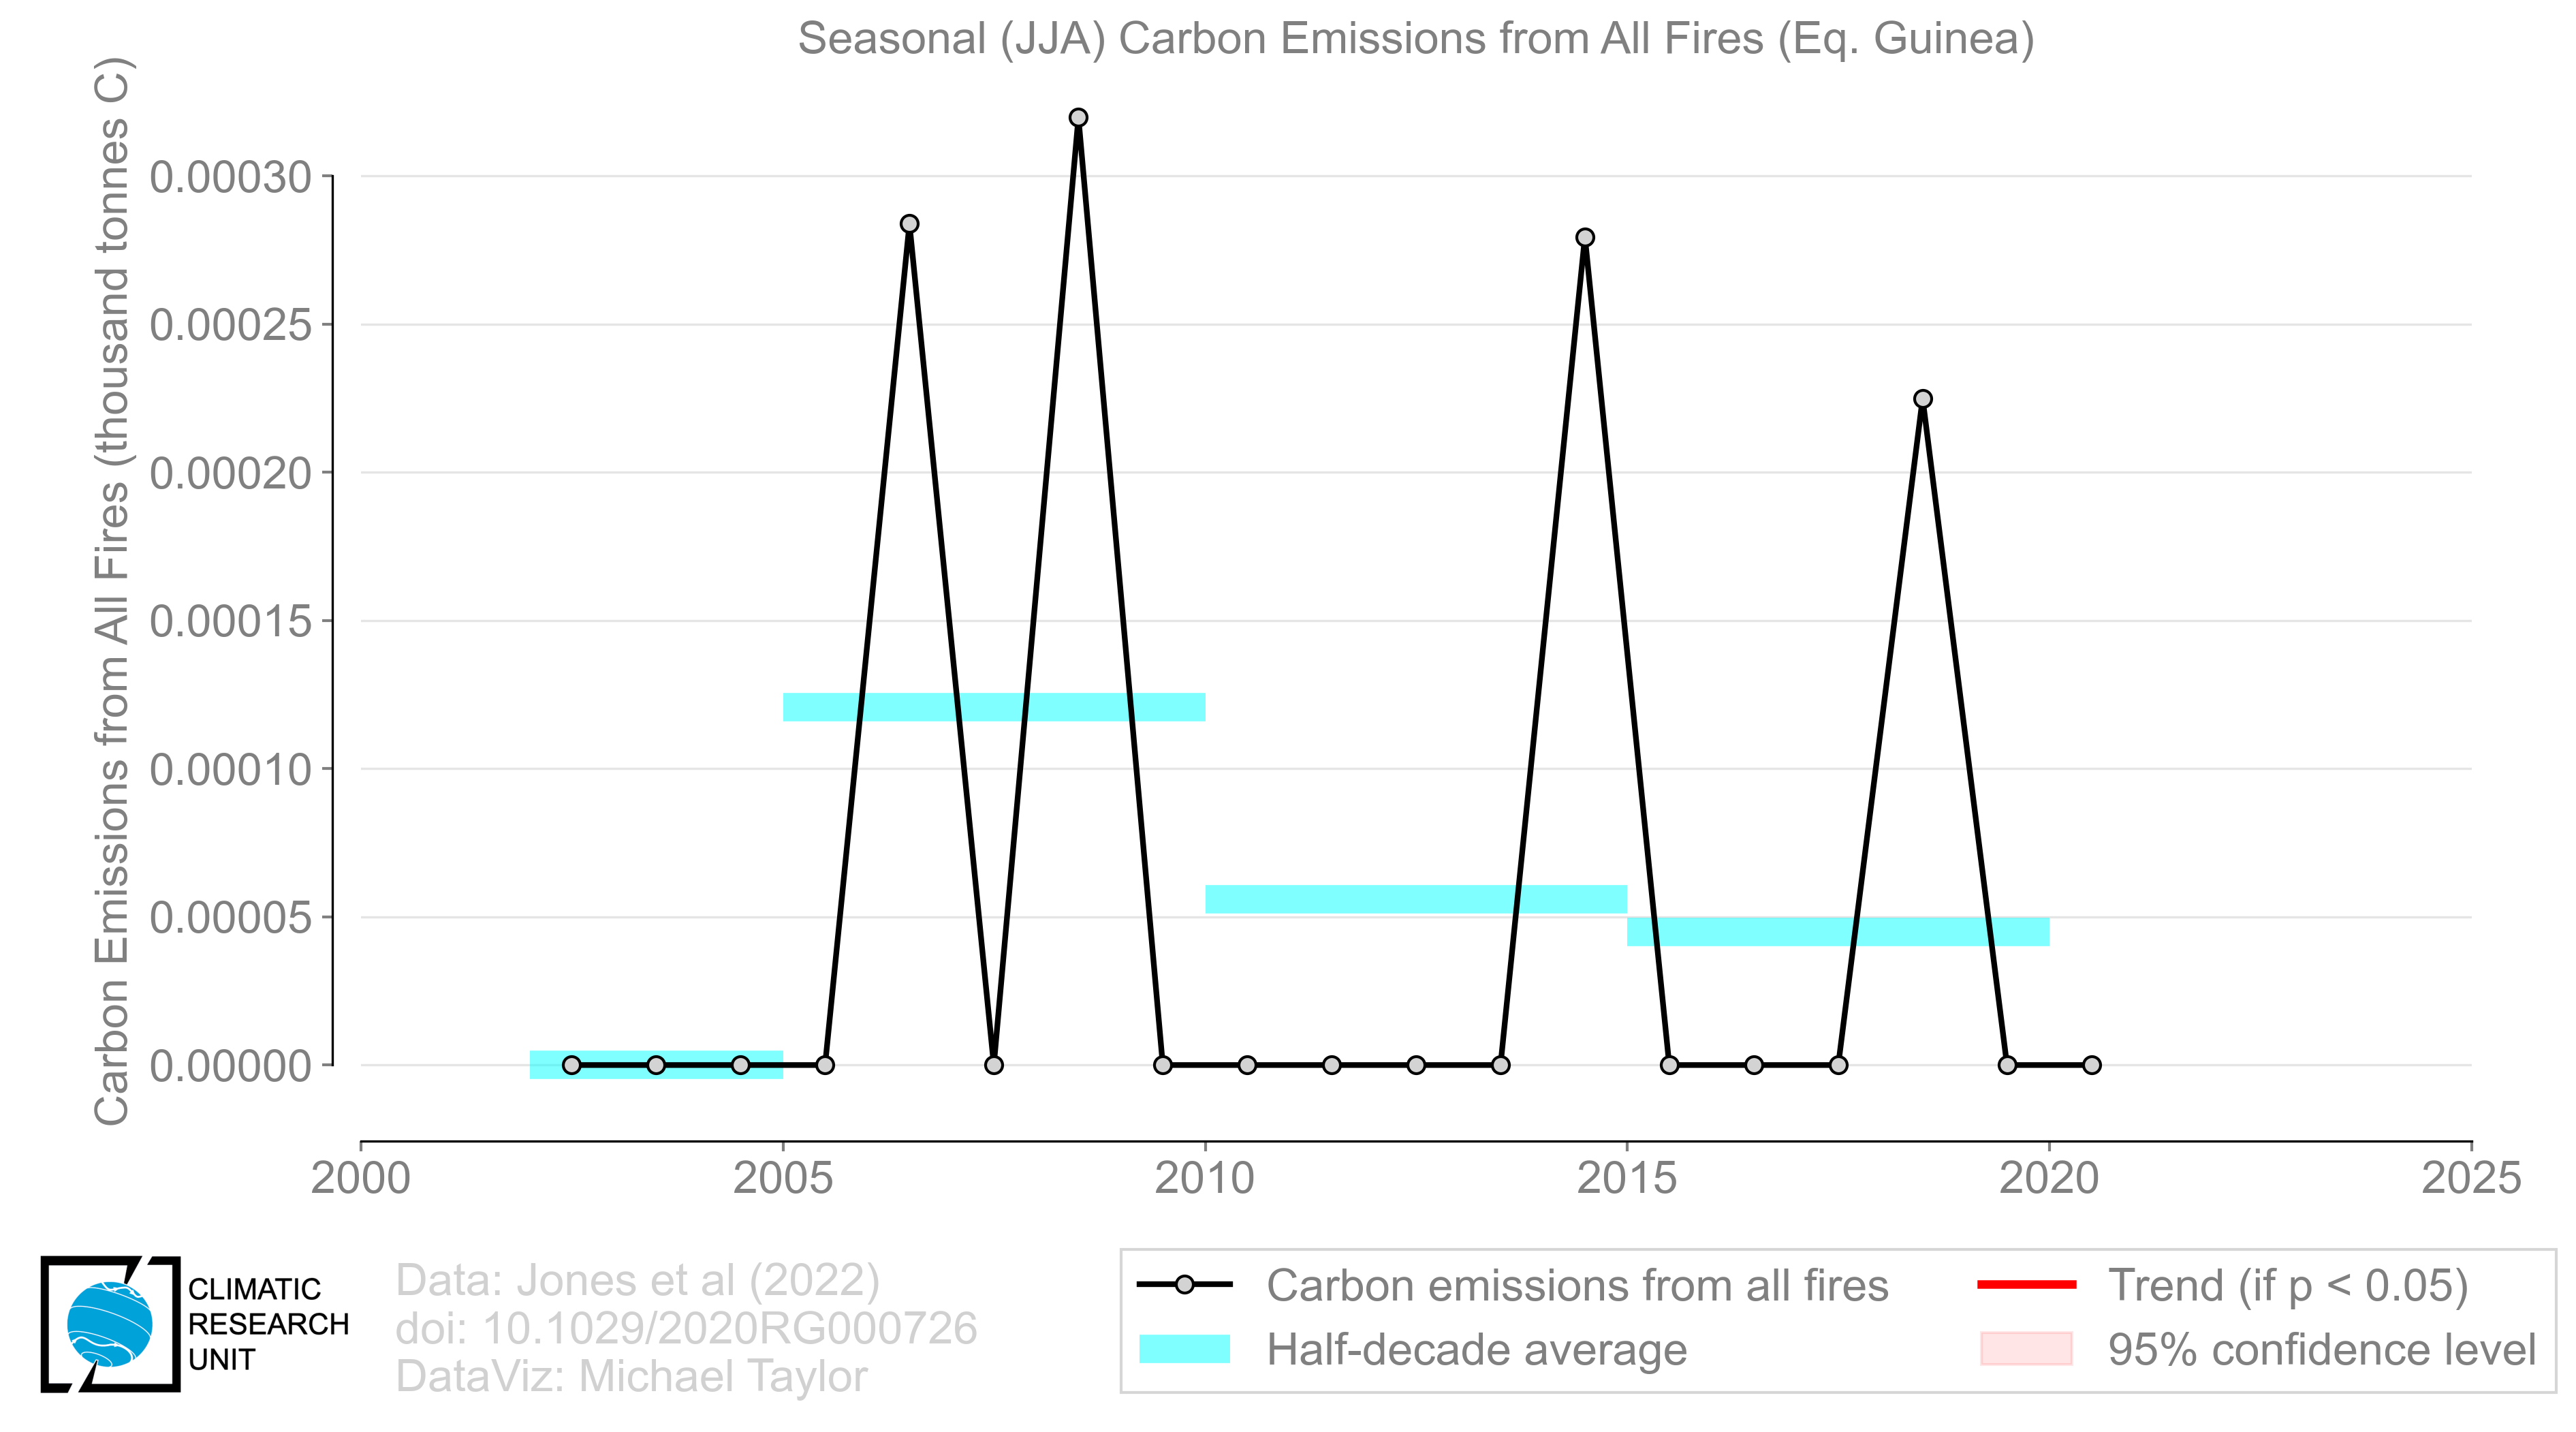 Seasonal (JJA) Carbon Emissions from All Fires (Eq. Guinea)
Carbon Emissions from All Fires (thousand tonnes C)
0.00030
0.00025
0.00020
0.00015
0.00010
0.00005
0.00000
2000 2005 2010 2015 2020 2025
CLIMATIC
RESEARCH
UNIT
Data: Jones et al (2022)
doi: 10.1029/2020RG000726
DataViz: Michael Taylor
Carbon emissions from all fires
Half-decade average
Trend (if p < 0.05)
95% confidence level